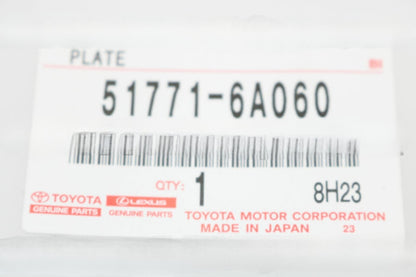 PLATE
51771-6A060
QTY: 1 8H23
TOYOTA GENUINE PARTS LEXUS GENUINE PARTS
TOYOTA MOTOR CORPORATION
MADE IN JAPAN 23